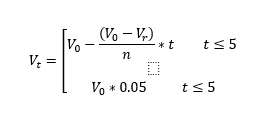 V_t = [ V_0 − (V_0 − V_r)/n * t    t ≤ 5
V_0 * 0.05    t ≤ 5